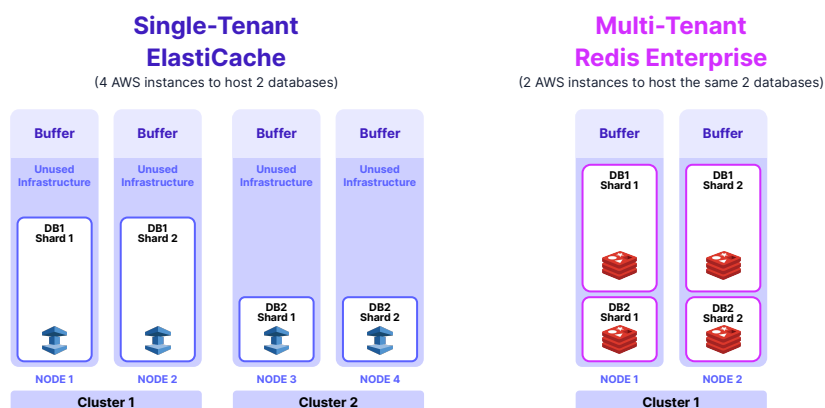 Single-Tenant
ElastiCache
(4 AWS instances to host 2 databases)
Buffer
Buffer
Buffer
Buffer
Unused
Infrastructure
Unused
Infrastructure
Unused
Infrastructure
Unused
Infrastructure
DB1
Shard 1
DB1
Shard 2
DB2
Shard 1
DB2
Shard 2
NODE 1
NODE 2
NODE 3
NODE 4
Cluster 1
Cluster 2
Multi-Tenant
Redis Enterprise
(2 AWS instances to host the same 2 databases)
Buffer
Buffer
DB1
Shard 1
DB1
Shard 2
DB2
Shard 1
DB2
Shard 2
NODE 1
NODE 2
Cluster 1